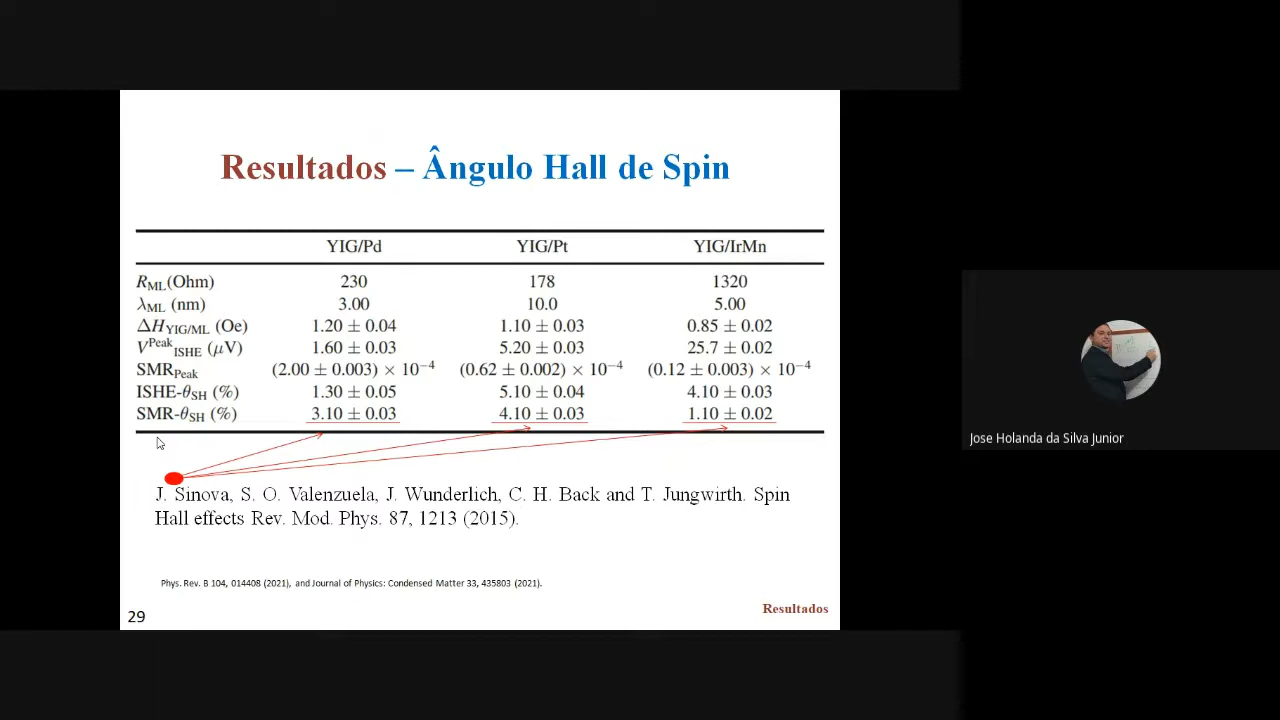 Resultados – Ângulo Hall de Spin
YIG/Pd YIG/Pt YIG/IrMn
R_ML(Ohm) 230 178 1320
λ_ML (nm) 3.00 10.0 5.00
ΔH_YIG/ML (Oe) 1.20 ± 0.04 1.10 ± 0.03 0.85 ± 0.02
V^Peak_ISHE (μV) 1.60 ± 0.03 5.20 ± 0.03 25.7 ± 0.02
SMR_Peak (2.00 ± 0.003) × 10⁻⁴ (0.62 ± 0.002) × 10⁻⁴ (0.12 ± 0.003) × 10⁻⁴
ISHE-θ_SH (%) 1.30 ± 0.05 5.10 ± 0.04 4.10 ± 0.03
SMR-θ_SH (%) 3.10 ± 0.03 4.10 ± 0.03 1.10 ± 0.02
J. Sinova, S. O. Valenzuela, J. Wunderlich, C. H. Back and T. Jungwirth. Spin
Hall effects Rev. Mod. Phys. 87, 1213 (2015).
Phys. Rev. B 104, 014408 (2021), and Journal of Physics: Condensed Matter 33, 435803 (2021).
29
Resultados
Jose Holanda da Silva Junior